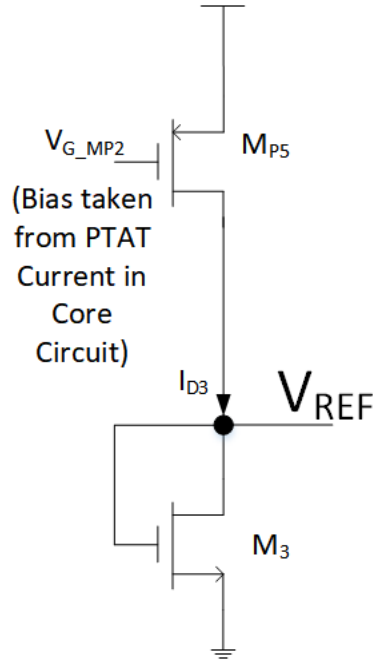 V_G_MP2
M_P5
(Bias taken
from PTAT
Current in
Core
Circuit)
I_D3
V_REF
M_3